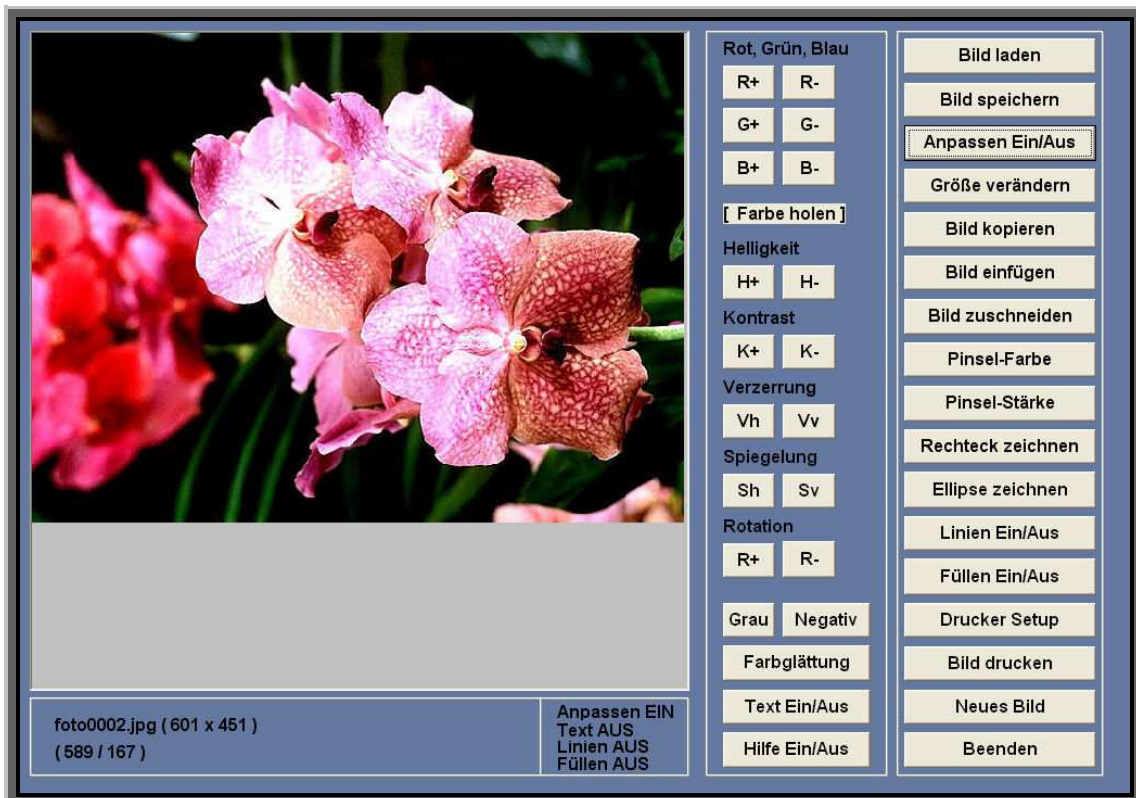 Rot, Grün, Blau
R+ R-
G+ G-
B+ B-
[ Farbe holen ]
Helligkeit
H+ H-
Kontrast
K+ K-
Verzerrung
Vh Vv
Spiegelung
Sh Sv
Rotation
R+ R-
Grau Negativ
Farbglättung
Text Ein/Aus
Hilfe Ein/Aus
Bild laden
Bild speichern
Anpassen Ein/Aus
Größe verändern
Bild kopieren
Bild einfügen
Bild zuschneiden
Pinsel-Farbe
Pinsel-Stärke
Rechteck zeichnen
Ellipse zeichnen
Linien Ein/Aus
Füllen Ein/Aus
Drucker Setup
Bild drucken
Neues Bild
Beenden
foto0002.jpg ( 601 x 451 )
( 589 / 167 )
Anpassen EIN
Text AUS
Linien AUS
Füllen AUS